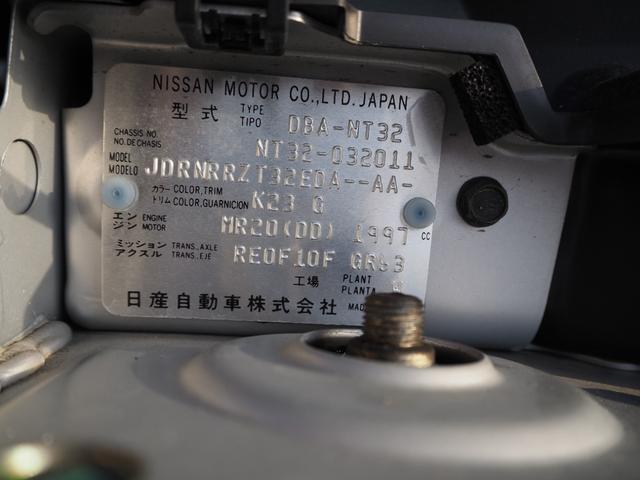 NISSAN MOTOR CO.,LTD. JAPAN
型式 TYPE TIPO DBA-NT32
CHASSIS NO. NO. DE CHASIS NT32-032011
MODEL MODELO JDRNRRZT32EDA--AA-
カラー COLOR,TRIM トリム COLOR,GUARNICION K23 G
エンジン ENGINE MOTOR MR20(DD) 1997 CC
ミッション TRANS.,AXLE アクスル TRANS.,EJE RE0F10F GR63
工場 PLANT PLANTA
日産自動車株式会社 MAD